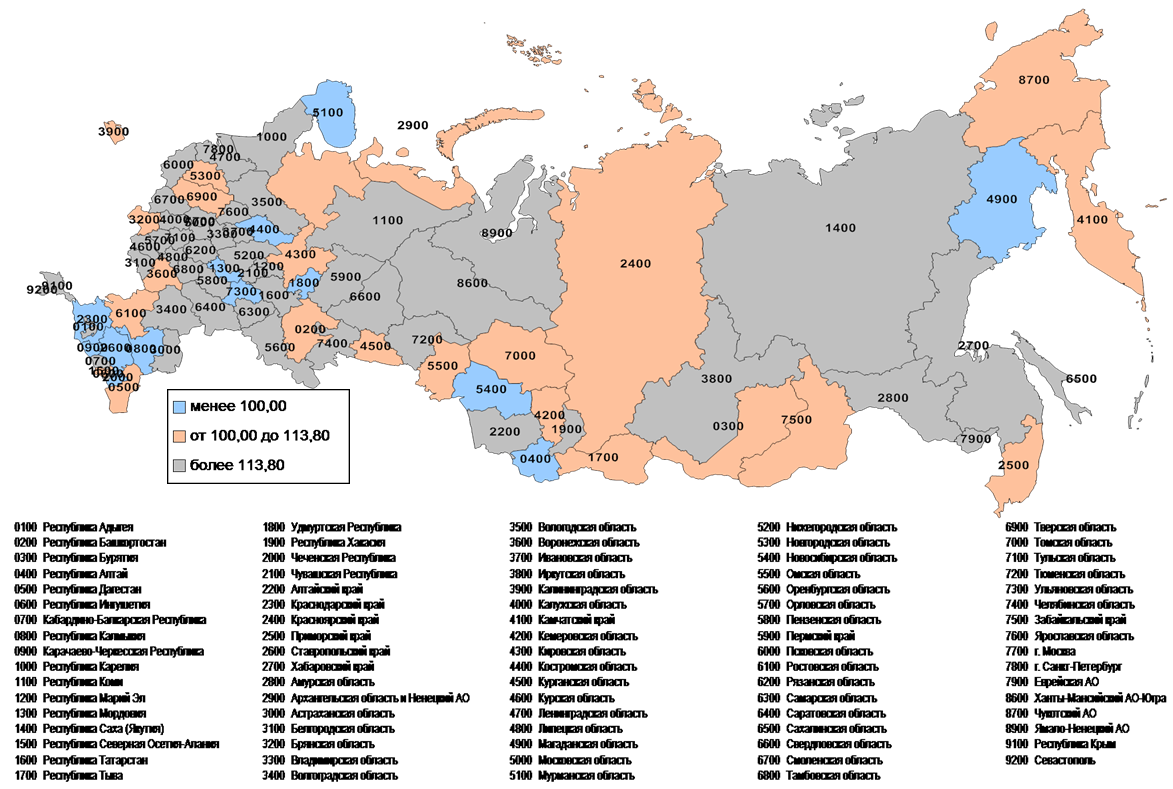 8700
5100
2900
3900
1000
7800
4700
6000
5300
6700
6900
3500
4900
3200
4000
7600
1100
4100
4400
8900
1400
5700
7100
4600
6200
5200
4300
2400
3100
4800
3600
6800
1300
1200
2100
5900
9100
9200
5800
1800
8600
7300
1600
6600
6100
3400
6400
6300
2300
0100
0200
5600
7400
4500
7200
2700
0900
2600
0800
3000
7000
0700
5500
1500
2000
0500
5400
3800
6500
2800
4200
2200
1900
0300
7500
7900
0400
1700
2500
менее 100,00
от 100,00 до 113,80
более 113,80
0100 Республика Адыгея
0200 Республика Башкортостан
0300 Республика Бурятия
0400 Республика Алтай
0500 Республика Дагестан
0600 Республика Ингушетия
0700 Кабардино-Балкарская Республика
0800 Республика Калмыкия
0900 Карачаево-Черкесская Республика
1000 Республика Карелия
1100 Республика Коми
1200 Республика Марий Эл
1300 Республика Мордовия
1400 Республика Саха (Якутия)
1500 Республика Северная Осетия-Алания
1600 Республика Татарстан
1700 Республика Тыва
1800 Удмуртская Республика
1900 Республика Хакасия
2000 Чеченская Республика
2100 Чувашская Республика
2200 Алтайский край
2300 Краснодарский край
2400 Красноярский край
2500 Приморский край
2600 Ставропольский край
2700 Хабаровский край
2800 Амурская область
2900 Архангельская область и Ненецкий АО
3000 Астраханская область
3100 Белгородская область
3200 Брянская область
3300 Владимирская область
3400 Волгоградская область
3500 Вологодская область
3600 Воронежская область
3700 Ивановская область
3800 Иркутская область
3900 Калининградская область
4000 Калужская область
4100 Камчатский край
4200 Кемеровская область
4300 Кировская область
4400 Костромская область
4500 Курганская область
4600 Курская область
4700 Ленинградская область
4800 Липецкая область
4900 Магаданская область
5000 Московская область
5100 Мурманская область
5200 Нижегородская область
5300 Новгородская область
5400 Новосибирская область
5500 Омская область
5600 Оренбургская область
5700 Орловская область
5800 Пензенская область
5900 Пермский край
6000 Псковская область
6100 Ростовская область
6200 Рязанская область
6300 Самарская область
6400 Саратовская область
6500 Сахалинская область
6600 Свердловская область
6700 Смоленская область
6800 Тамбовская область
6900 Тверская область
7000 Томская область
7100 Тульская область
7200 Тюменская область
7300 Ульяновская область
7400 Челябинская область
7500 Забайкальский край
7600 Ярославская область
7700 г. Москва
7800 г. Санкт-Петербург
7900 Еврейская АО
8600 Ханты-Мансийский АО-Югра
8700 Чукотский АО
8900 Ямало-Ненецкий АО
9100 Республика Крым
9200 Севастополь